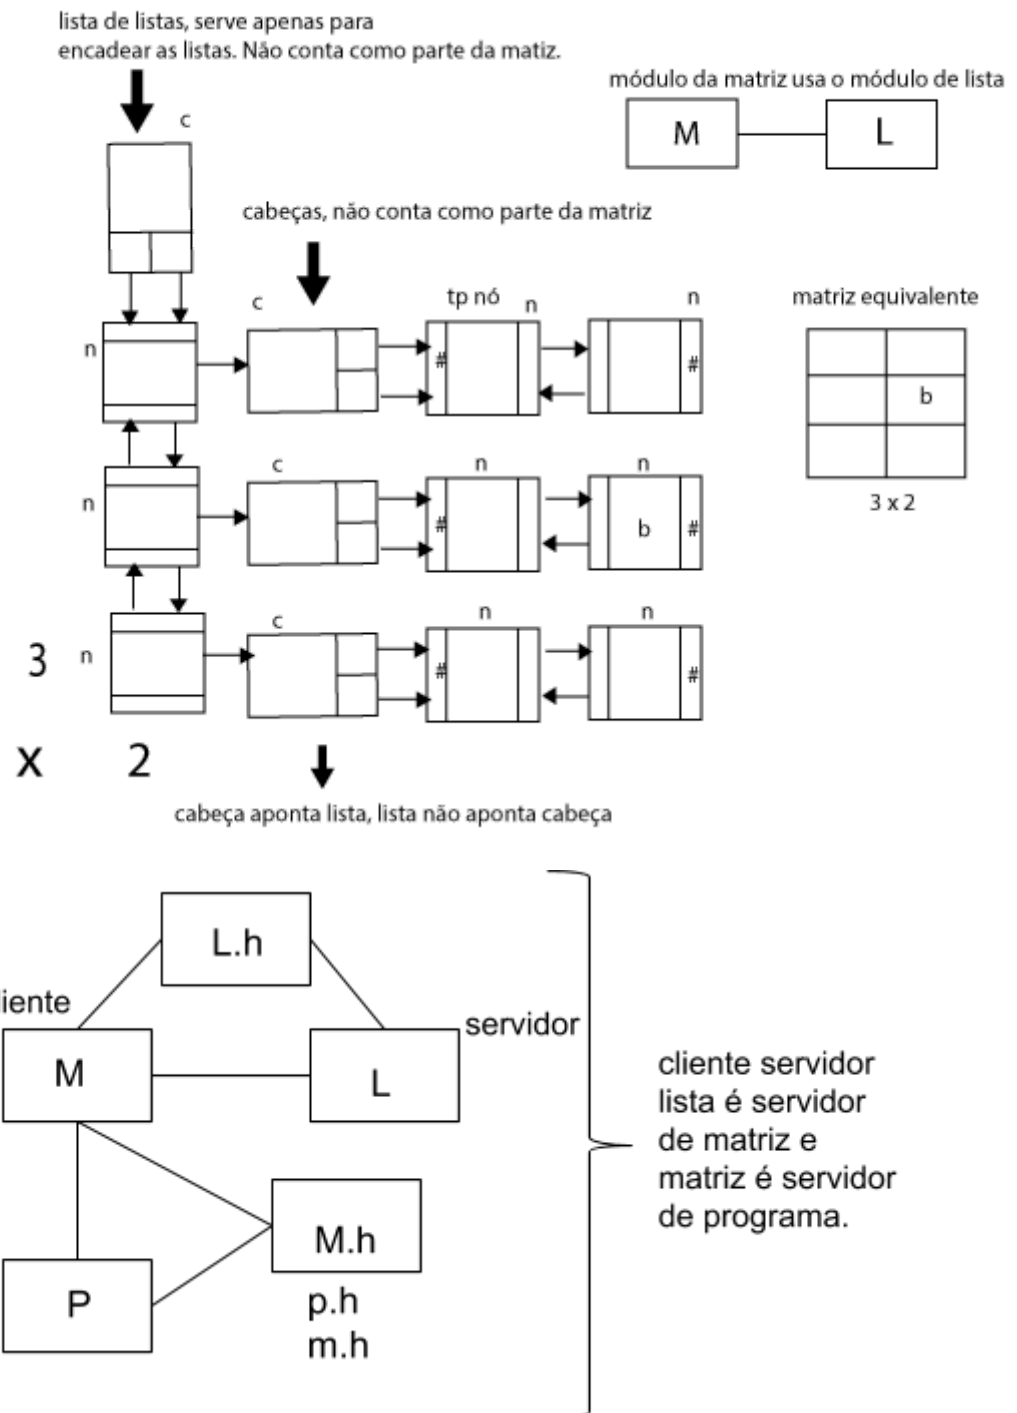 lista de listas, serve apenas para
encadear as listas. Não conta como parte da matiz.
módulo da matriz usa o módulo de lista
c
M
L
cabeças, não conta como parte da matriz
c
tp nó
n
n
matriz equivalente
n
#
#
b
c
n
n
n
#
b
#
3 x 2
c
n
n
3
n
#
#
x
2
cabeça aponta lista, lista não aponta cabeça
L.h
liente
servidor
M
L
cliente servidor
lista é servidor
de matriz e
matriz é servidor
de programa.
M.h
P
p.h
m.h